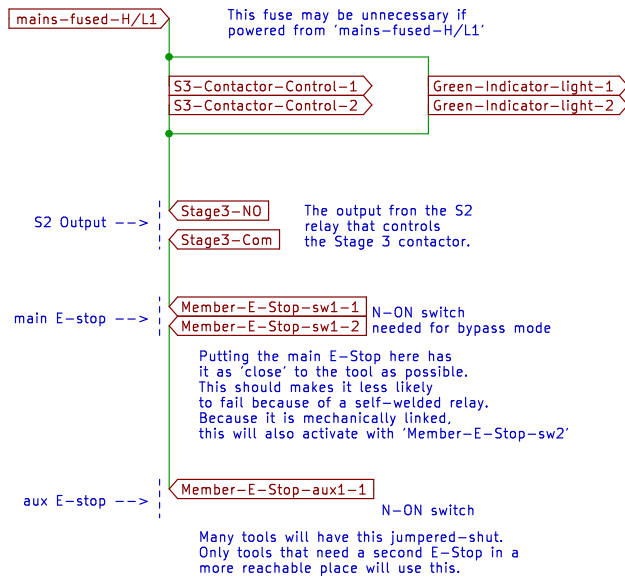 mains-fused-H/L1
This fuse may be unnecessary if
powered from 'mains-fused-H/L1'
S3-Contactor-Control-1
S3-Contactor-Control-2
Green-Indicator-light-1
Green-Indicator-light-2
S2 Output -->
Stage3-NO
Stage3-Com
The output fron the S2
relay that controls
the Stage 3 contactor.
main E-stop -->
Member-E-Stop-sw1-1
Member-E-Stop-sw1-2
N-ON switch
needed for bypass mode
Putting the main E-Stop here has
it as 'close' to the tool as possible.
This should makes it less likely
to fail because of a self-welded relay.
Because it is mechanically linked,
this will also activate with 'Member-E-Stop-sw2'
aux E-stop -->
Member-E-Stop-aux1-1
N-ON switch
Many tools will have this jumpered-shut.
Only tools that need a second E-Stop in a
more reachable place will use this.